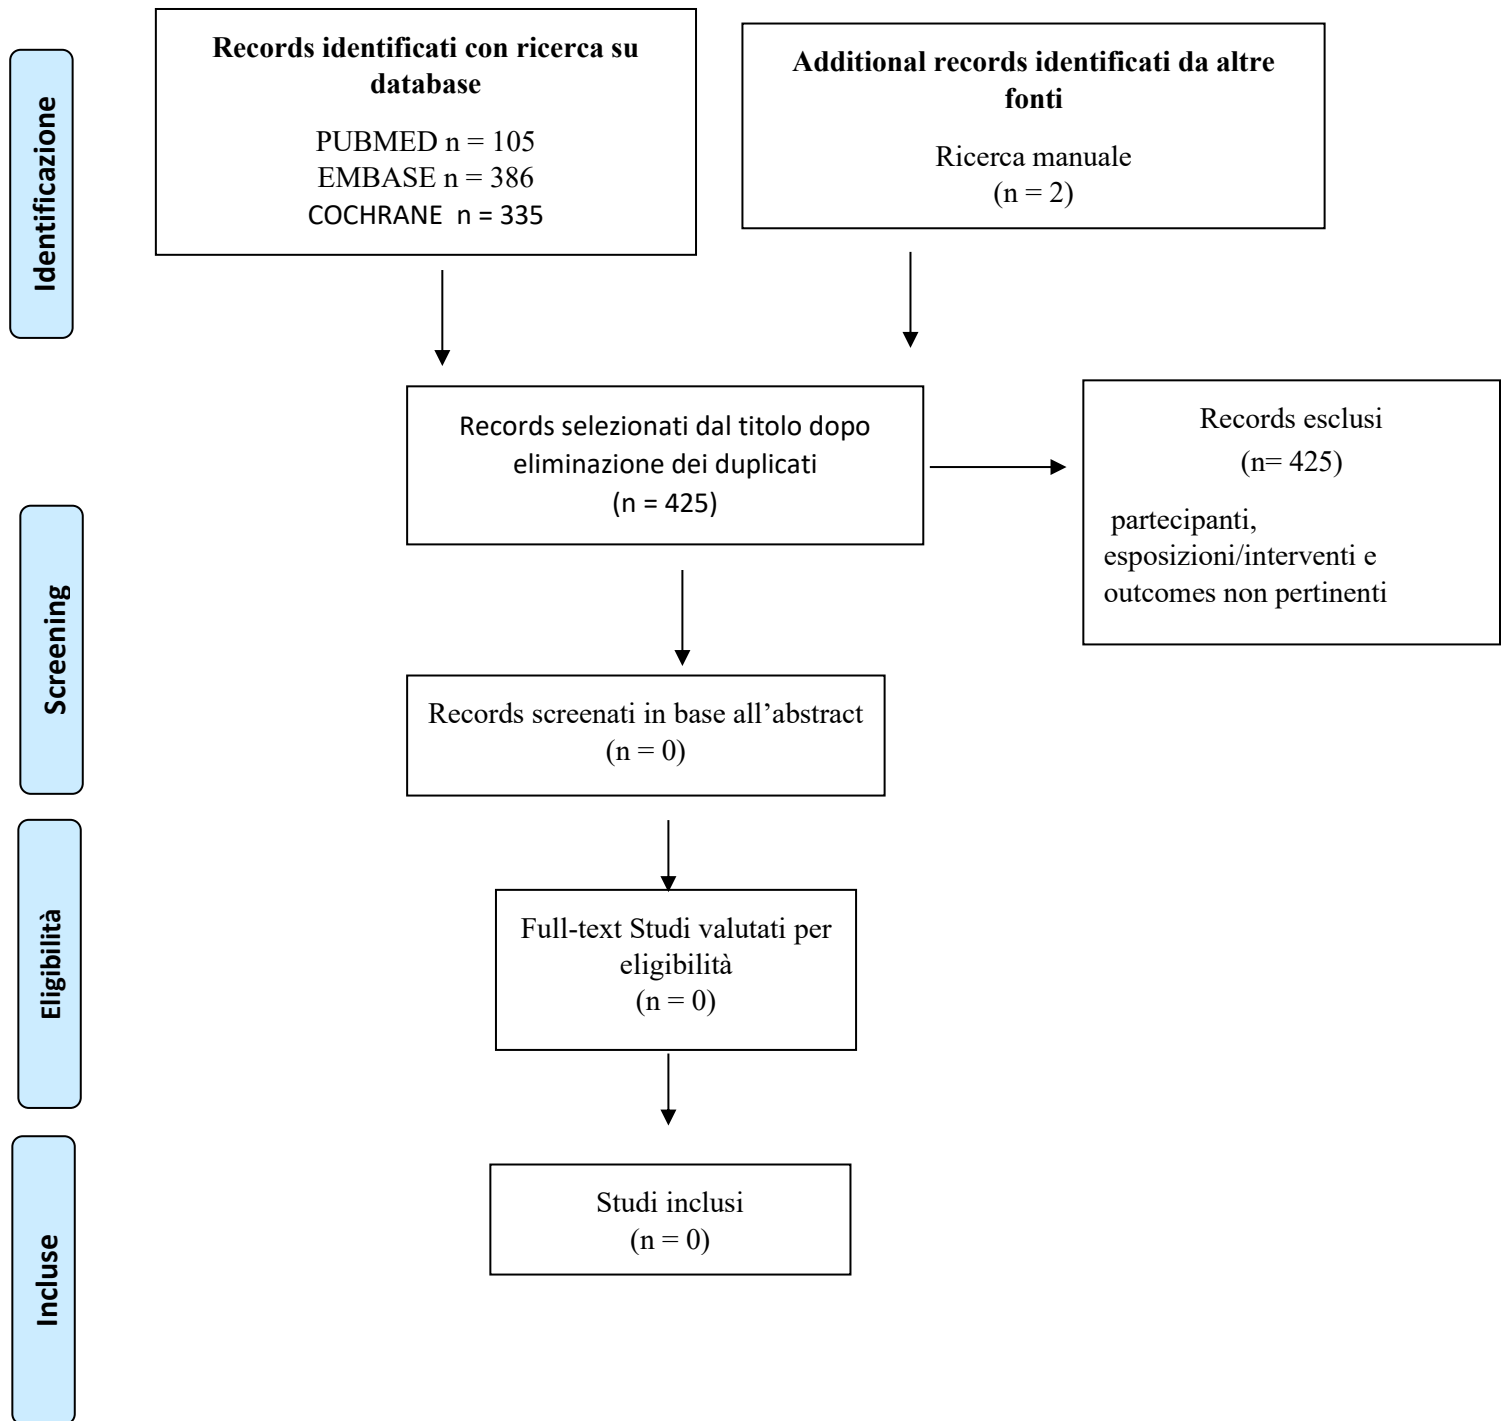 Identificazione
Records identificati con ricerca su
database
PUBMED n = 105
EMBASE n = 386
COCHRANE  n = 335
Additional records identificati da altre
fonti
Ricerca manuale
(n = 2)
Records selezionati dal titolo dopo
eliminazione dei duplicati
(n = 425)
Records esclusi
(n= 425)
partecipanti,
esposizioni/interventi e
outcomes non pertinenti
Screening
Records screenati in base all’abstract
(n = 0)
Eligibilità
Full-text Studi valutati per
eligibilità
(n = 0)
Incluse
Studi inclusi
(n = 0)